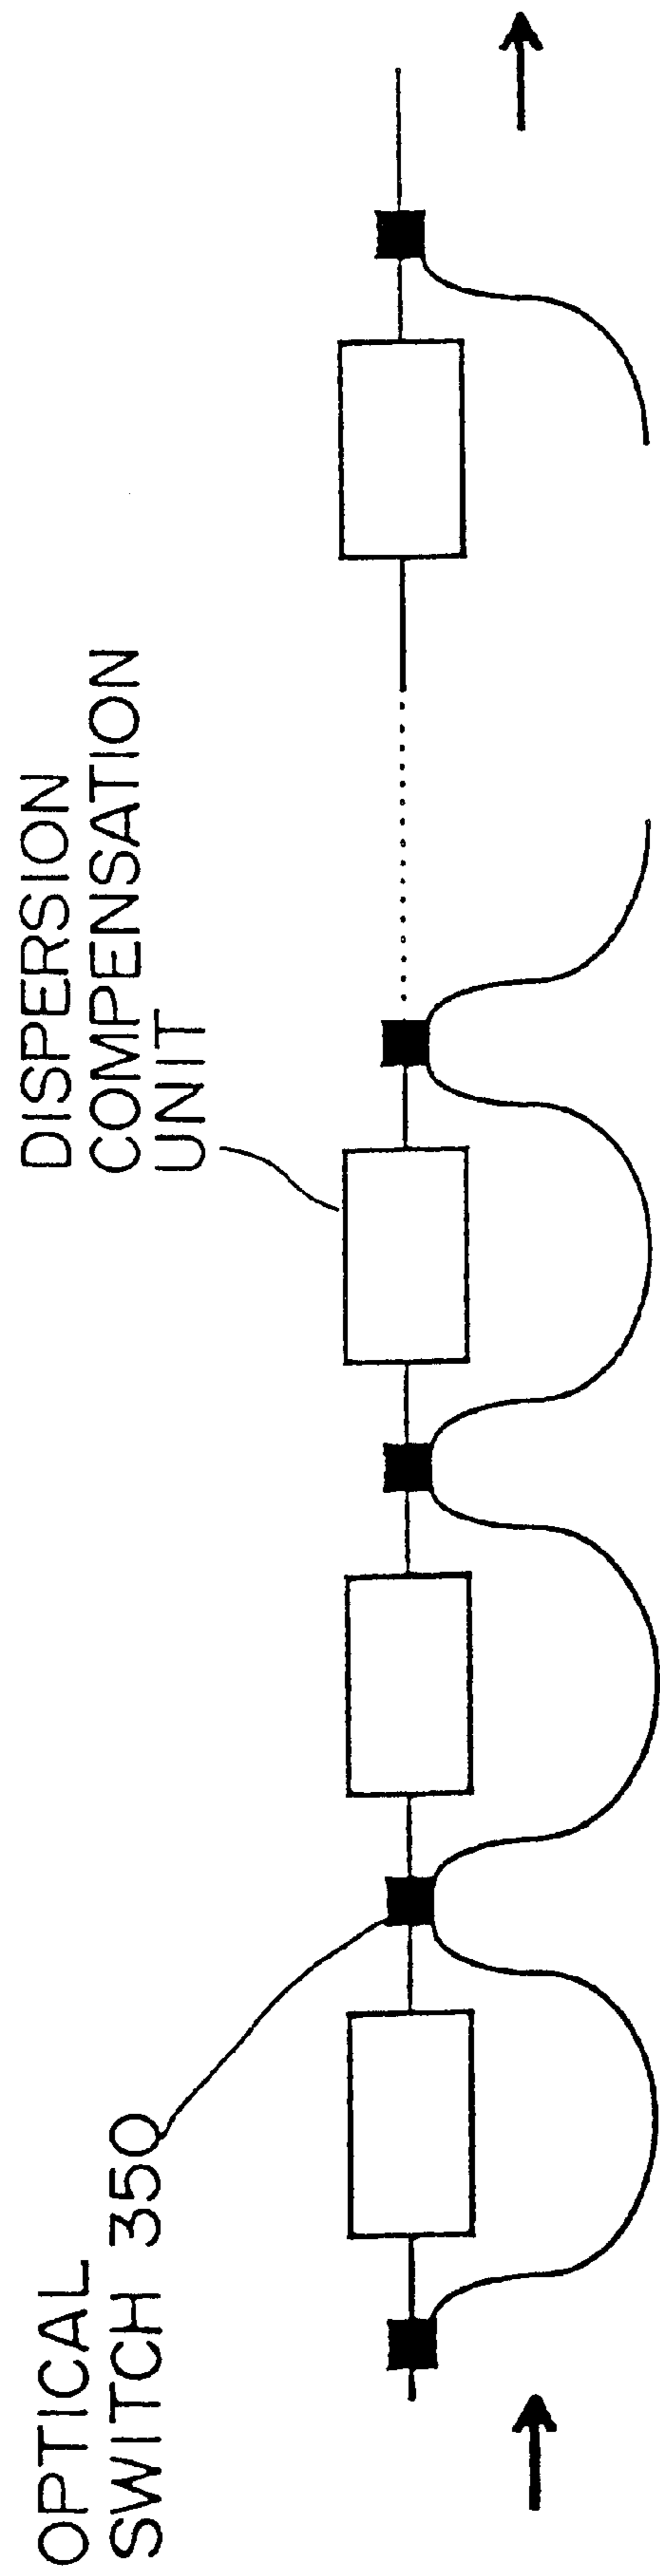 OPTICAL
SWITCH 350
DISPERSION
COMPENSATION
UNIT